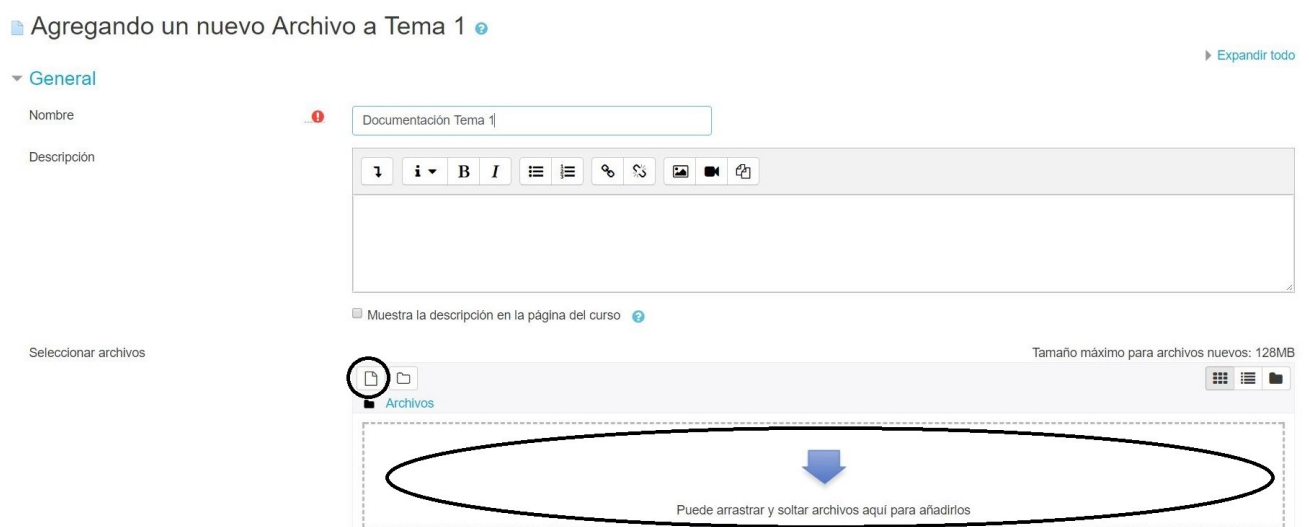 Agregando un nuevo Archivo a Tema 1
Expandir todo
General
Nombre
Documentación Tema 1
Descripción
i B I
Muestra la descripción en la página del curso
Seleccionar archivos
Tamaño máximo para archivos nuevos: 128MB
Archivos
Puede arrastrar y soltar archivos aquí para añadirlos